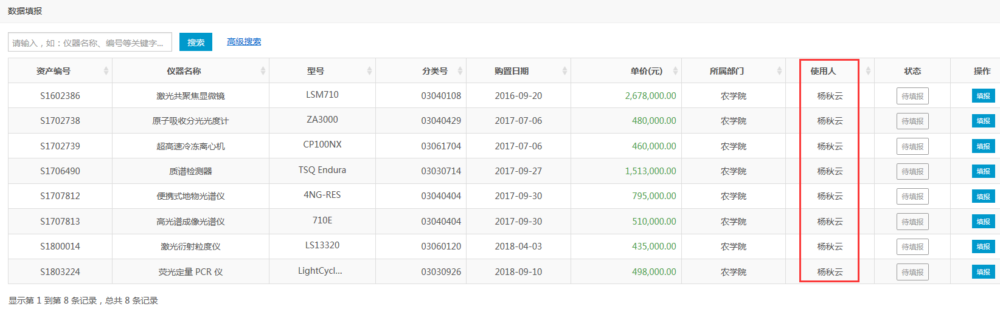 数据填报
请输入，如：仪器名称、编号等关键字... 搜索 高级搜索
资产编号 仪器名称 型号 分类号 购置日期 单价(元) 所属部门 使用人 状态 操作
S1602386 激光共聚焦显微镜 LSM710 03040108 2016-09-20 2,678,000.00 农学院 杨秋云 待填报 填报
S1702738 原子吸收分光光度计 ZA3000 03040429 2017-07-06 480,000.00 农学院 杨秋云 待填报 填报
S1702739 超高速冷冻离心机 CP100NX 03061704 2017-07-06 460,000.00 农学院 杨秋云 待填报 填报
S1706490 质谱检测器 TSQ Endura 03030714 2017-09-27 1,513,000.00 农学院 杨秋云 待填报 填报
S1707812 便携式地物光谱仪 4NG-RES 03040404 2017-09-30 795,000.00 农学院 杨秋云 待填报 填报
S1707813 高光谱成像光谱仪 710E 03040404 2017-09-30 510,000.00 农学院 杨秋云 待填报 填报
S1800014 激光衍射粒度仪 LS13320 03060120 2018-04-03 435,000.00 农学院 杨秋云 待填报 填报
S1803224 荧光定量 PCR 仪 LightCycl... 03030926 2018-09-10 498,000.00 农学院 杨秋云 待填报 填报
显示第 1 到第 8 条记录，总共 8 条记录